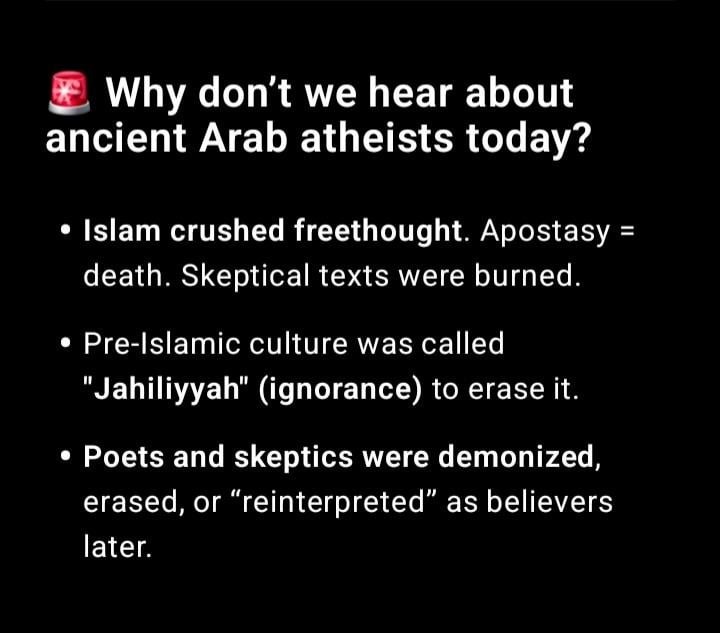 🚨 Why don’t we hear about
ancient Arab atheists today?
• Islam crushed freethought. Apostasy =
death. Skeptical texts were burned.
• Pre-Islamic culture was called
"Jahiliyyah" (ignorance) to erase it.
• Poets and skeptics were demonized,
erased, or “reinterpreted” as believers
later.